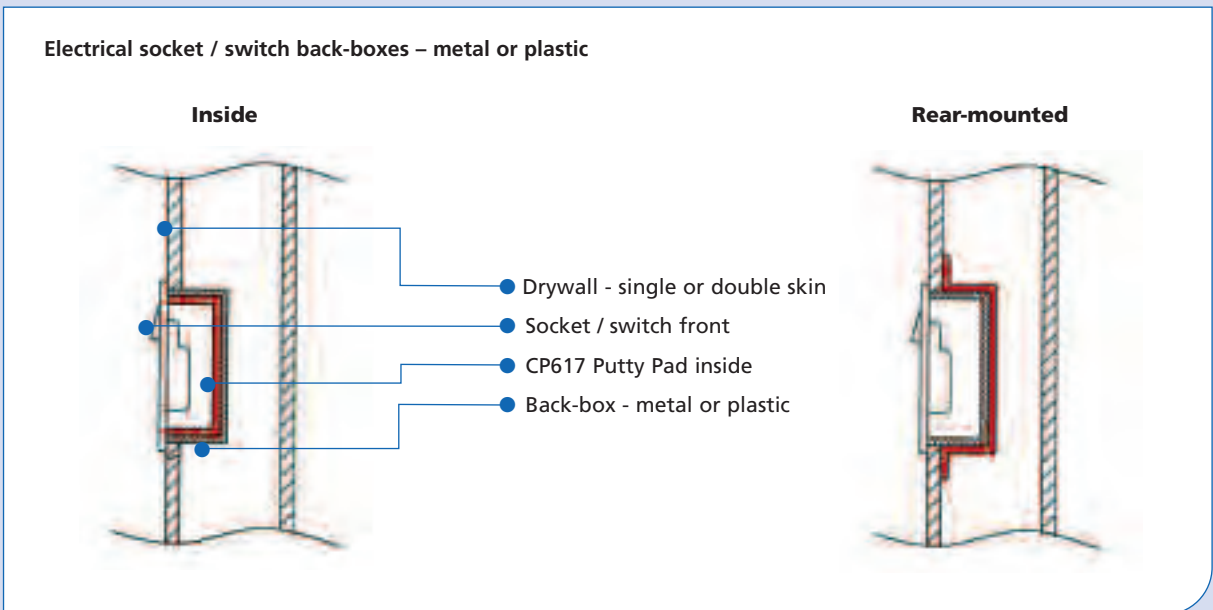 Electrical socket / switch back-boxes – metal or plastic
Inside
Rear-mounted
Drywall - single or double skin
Socket / switch front
CP617 Putty Pad inside
Back-box - metal or plastic